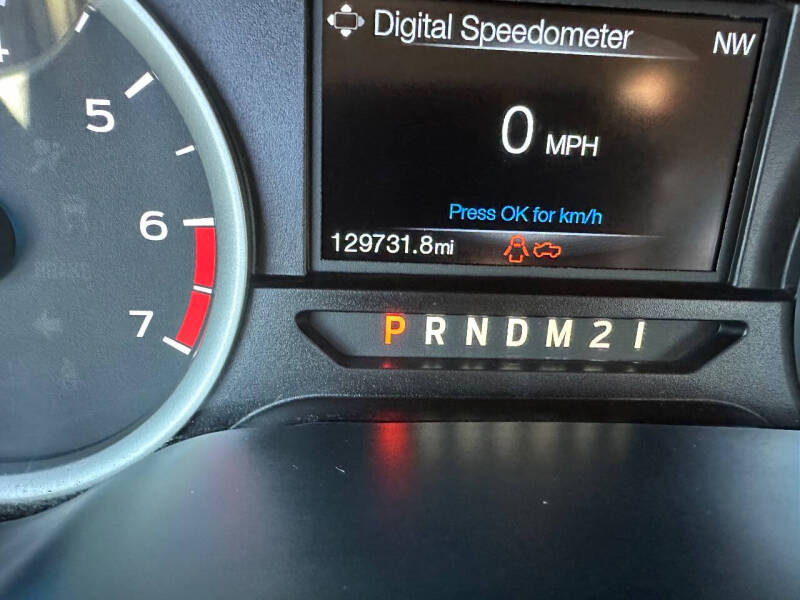 Digital Speedometer
NW
5
0 MPH
6
Press OK for km/h
129731.8mi
7
P R N D M 2 1